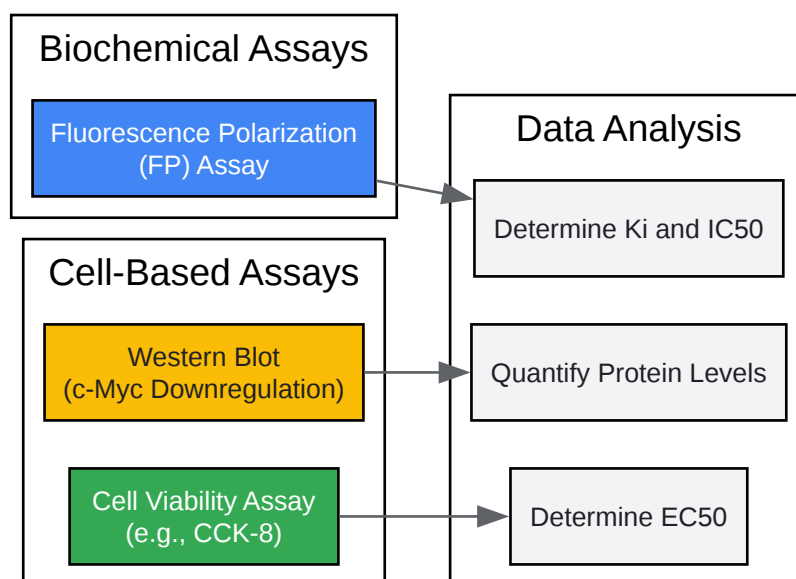 Biochemical Assays
Fluorescence Polarization
(FP) Assay
Cell-Based Assays
Western Blot
(c-Myc Downregulation)
Cell Viability Assay
(e.g., CCK-8)
Data Analysis
Determine Ki and IC50
Quantify Protein Levels
Determine EC50